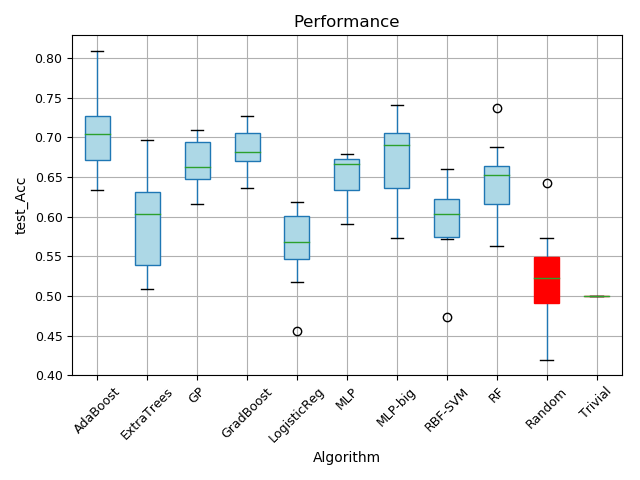 Performance
0.80
0.75
0.70
0.65
0.60
0.55
0.50
0.45
0.40
test_Acc
AdaBoost
ExtraTrees
GP
GradBoost
LogisticReg
MLP
MLP-big
RBF-SVM
RF
Random
Trivial
Algorithm